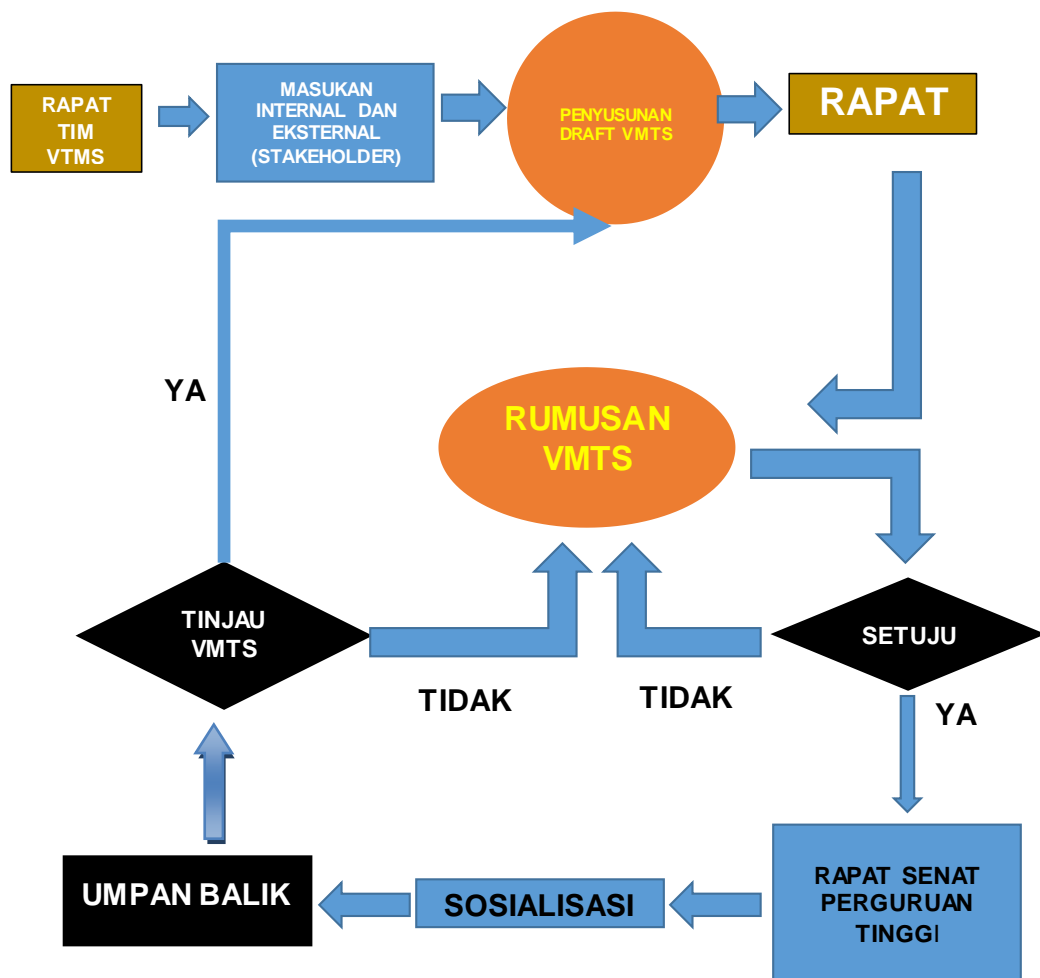 RAPAT
TIM
VTMS
MASUKAN
INTERNAL DAN
EKSTERNAL
(STAKEHOLDER)
PENYUSUNAN
DRAFT VMTS
RAPAT
YA
RUMUSAN
VMTS
TINJAU
VMTS
SETUJU
TIDAK
TIDAK
YA
UMPAN BALIK
SOSIALISASI
RAPAT SENAT
PERGURUAN
TINGGI